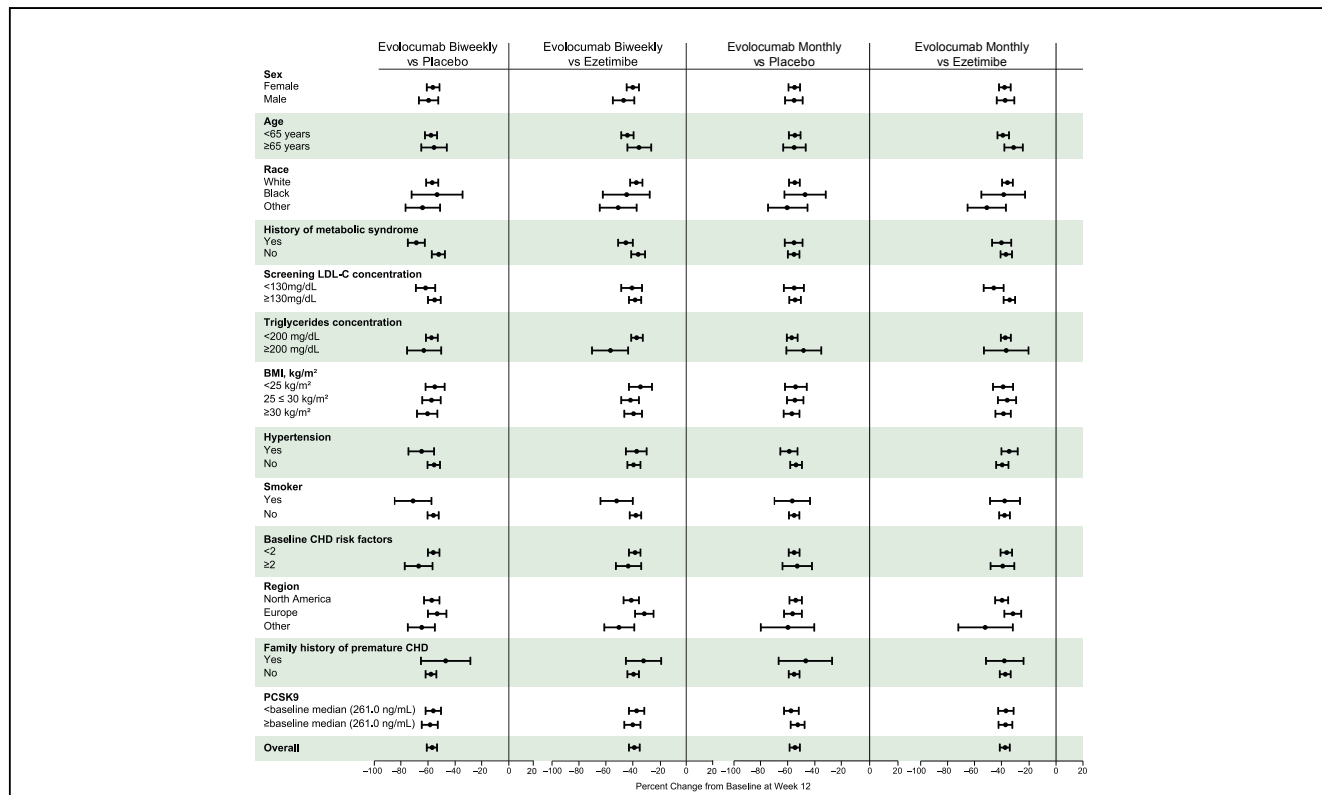 Evolocumab Biweekly vs Placebo
Evolocumab Biweekly vs Ezetimibe
Evolocumab Monthly vs Placebo
Evolocumab Monthly vs Ezetimibe
Sex
Female
Male
Age
<65 years
≥65 years
Race
White
Black
Other
History of metabolic syndrome
Yes
No
Screening LDL-C concentration
<130mg/dL
≥130mg/dL
Triglycerides concentration
<200 mg/dL
≥200 mg/dL
BMI, kg/m²
<25 kg/m²
25 ≤ 30 kg/m²
≥30 kg/m²
Hypertension
Yes
No
Smoker
Yes
No
Baseline CHD risk factors
<2
≥2
Region
North America
Europe
Other
Family history of premature CHD
Yes
No
PCSK9
<baseline median (261.0 ng/mL)
≥baseline median (261.0 ng/mL)
Overall
−100 −80 −60 −40 −20 0 20 −100 −80 −60 −40 −20 0 20 −100 −80 −60 −40 −20 0 20 −100 −80 −60 −40 −20 0 20
Percent Change from Baseline at Week 12